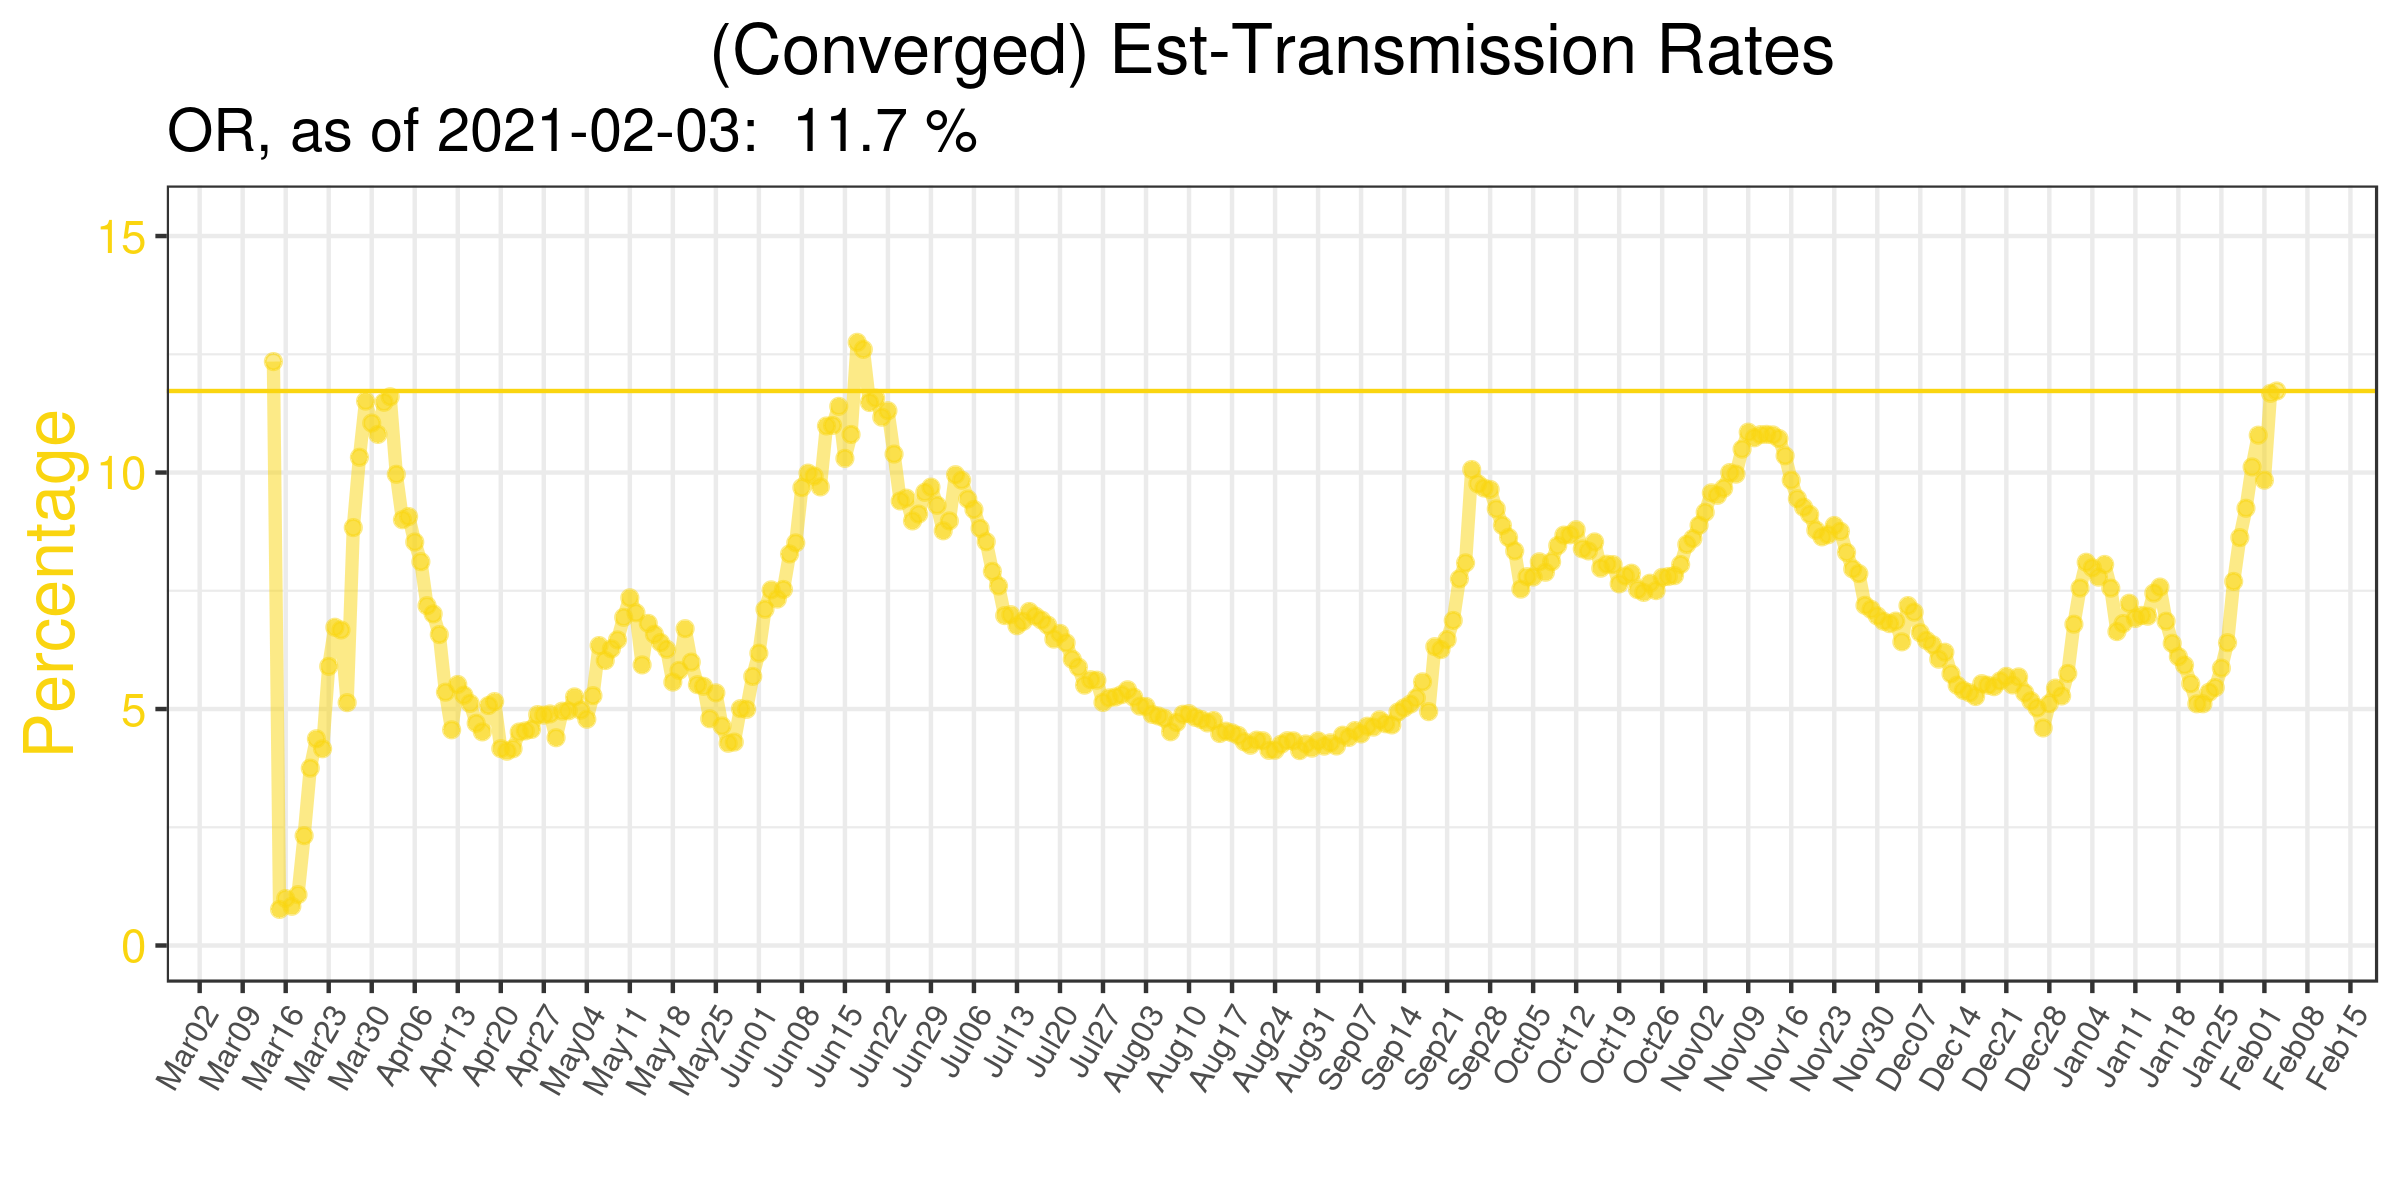 (Converged) Est-Transmission Rates
OR, as of 2021-02-03:  11.7 %
Percentage
15
10
5
0
Mar02
Mar09
Mar16
Mar23
Mar30
Apr06
Apr13
Apr20
Apr27
May04
May11
May18
May25
Jun01
Jun08
Jun15
Jun22
Jun29
Jul06
Jul13
Jul20
Jul27
Aug03
Aug10
Aug17
Aug24
Aug31
Sep07
Sep14
Sep21
Sep28
Oct05
Oct12
Oct19
Oct26
Nov02
Nov09
Nov16
Nov23
Nov30
Dec07
Dec14
Dec21
Dec28
Jan04
Jan11
Jan18
Jan25
Feb01
Feb08
Feb15